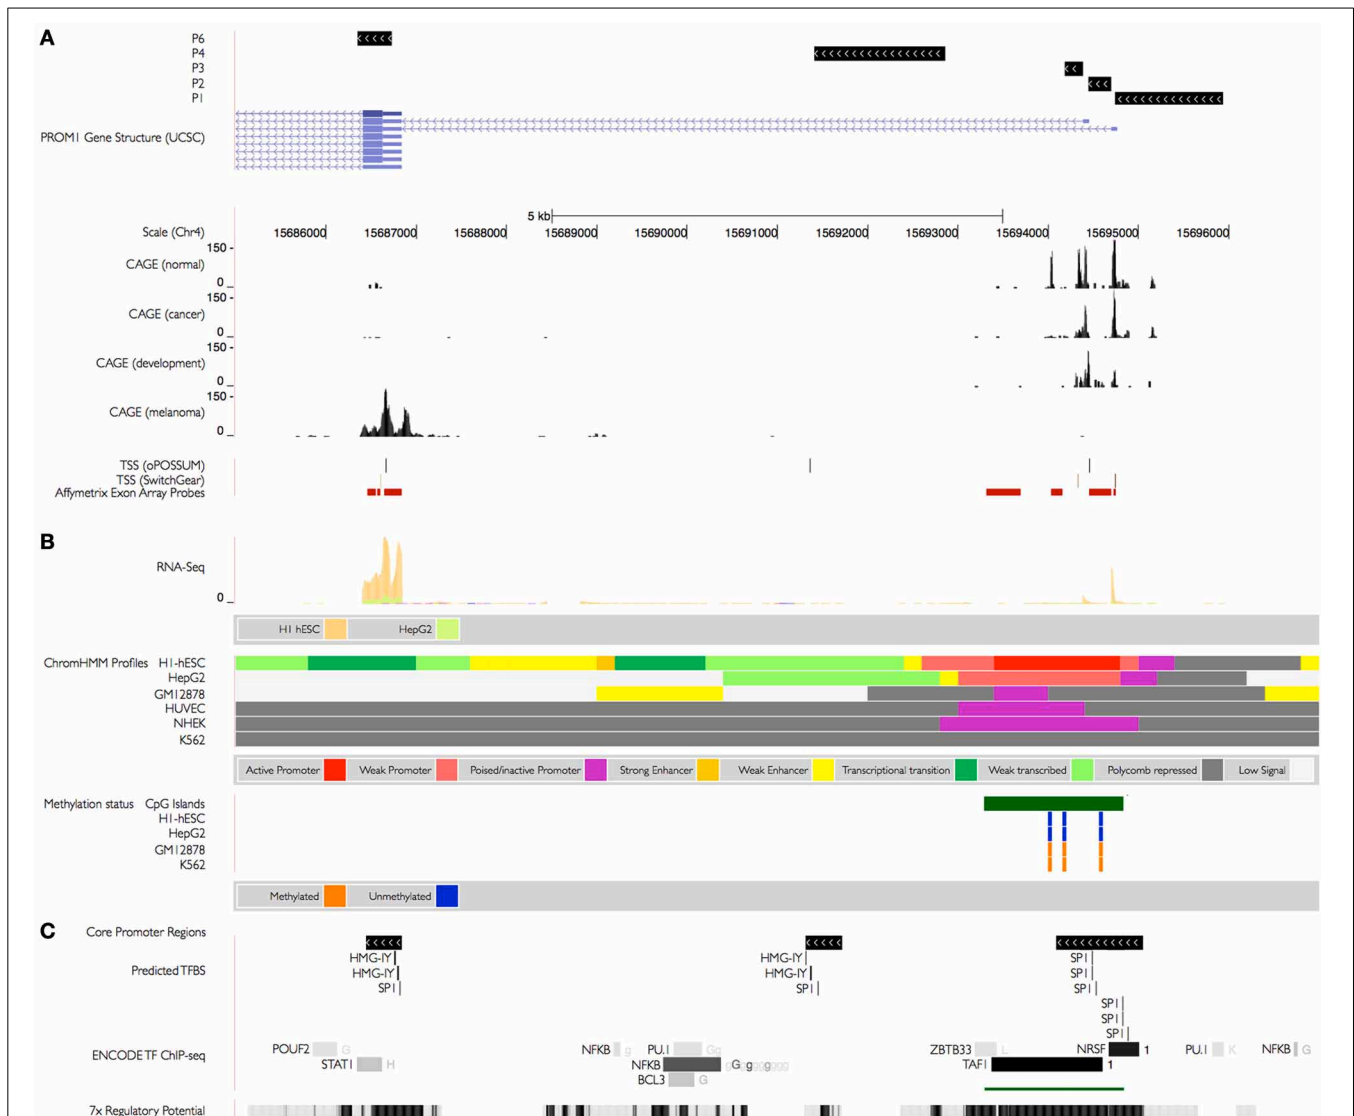 A
P6
P4
P3
P2
P1
PROM1 Gene Structure (UCSC)
5 kb
Scale (Chr4) 15686000 15687000 15688000 15689000 15690000 15691000 15692000 15693000 15694000 15695000 15696000
150 -
CAGE (normal)
0 _
150 -
CAGE (cancer)
0 _
150 -
CAGE (development)
0 _
150 -
CAGE (melanoma)
0 _
TSS (oPOSSUM)
TSS (SwitchGear)
Affymetrix Exon Array Probes
B
RNA-Seq
0 _
H1 hESC HepG2
ChromHMM Profiles H1-hESC
HepG2
GM12878
HUVEC
NHEK
K562
Active Promoter Weak Promoter Poised/inactive Promoter Strong Enhancer Weak Enhancer Transcriptional transition Weak transcribed Polycomb repressed Low Signal
Methylation status CpG Islands
H1-hESC
HepG2
GM12878
K562
Methylated Unmethylated
C
Core Promoter Regions
HMG-IY HMG-IY SP1
Predicted TFBS HMG-IY HMG-IY SP1
SP1 SP1 SP1
SP1
SP1
SP1
POUF2 G NFKB g PU.1 Gg ZBTB33 L NRSF 1 PU.1 K NFKB G
ENCODE TF ChIP-seq
STAT1 H NFKB G TAF1 1
BCL3 G
7x Regulatory Potential